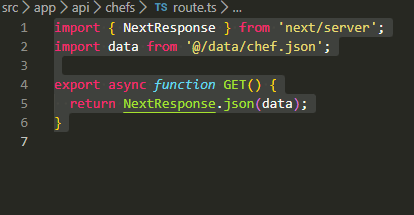 src > app > api > chefs > TS route.ts > ...
1 import { NextResponse } from 'next/server';
2 import data from '@/data/chef.json';
3
4 export async function GET() {
5   return NextResponse.json(data);
6 }
7